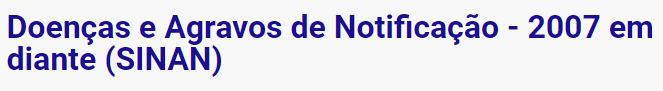 Doenças e Agravos de Notificação - 2007 em
diante (SINAN)